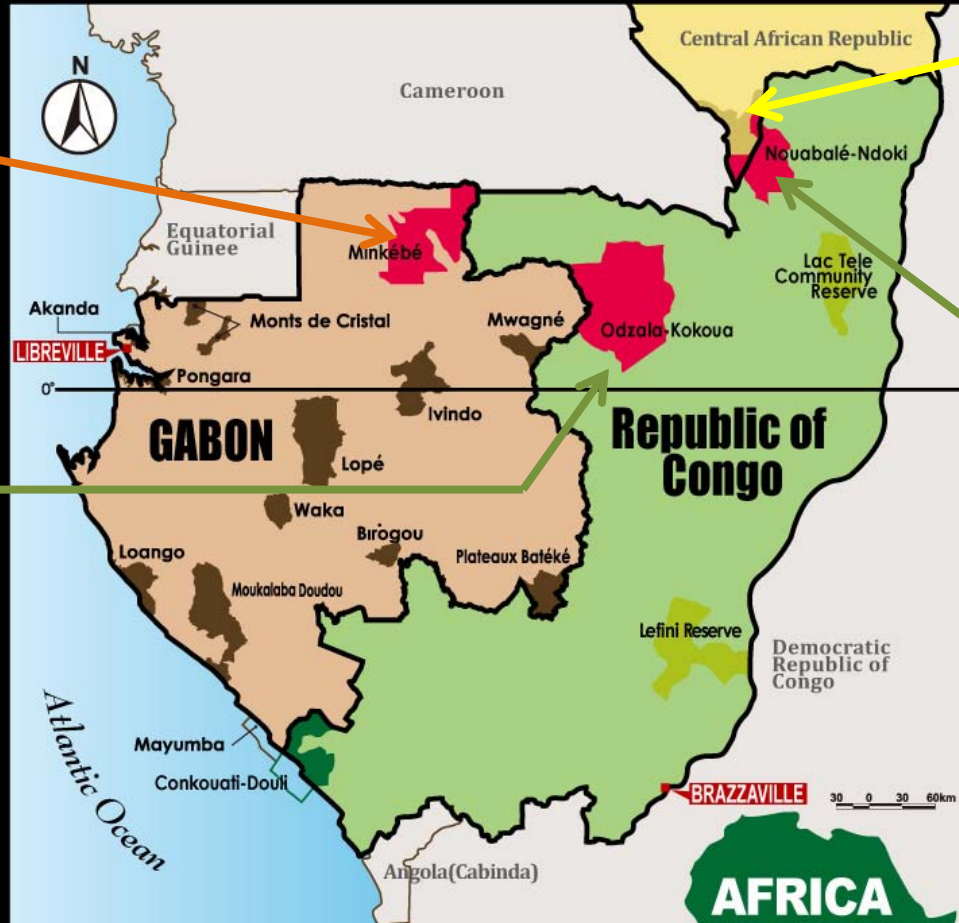 Central African Republic
N
Cameroon
Nouabalé-Ndoki
Equatorial
Guinee
Minkébé
Lac Tele
Community
Reserve
Akanda
Monts de Cristal
Mwagné
Odzala-Kokoua
LIBREVILLE
Pongara
0°
Ivindo
GABON
Republic of
Congo
Lopé
Waka
Birogou
Loango
Plateaux Batéké
Moukalaba Doudou
Lefini Reserve
Democratic
Republic of
Congo
Atlantic Ocean
Mayumba
Conkouati-Douli
BRAZZAVILLE
30 0 30 60km
Angola(Cabinda)
AFRICA